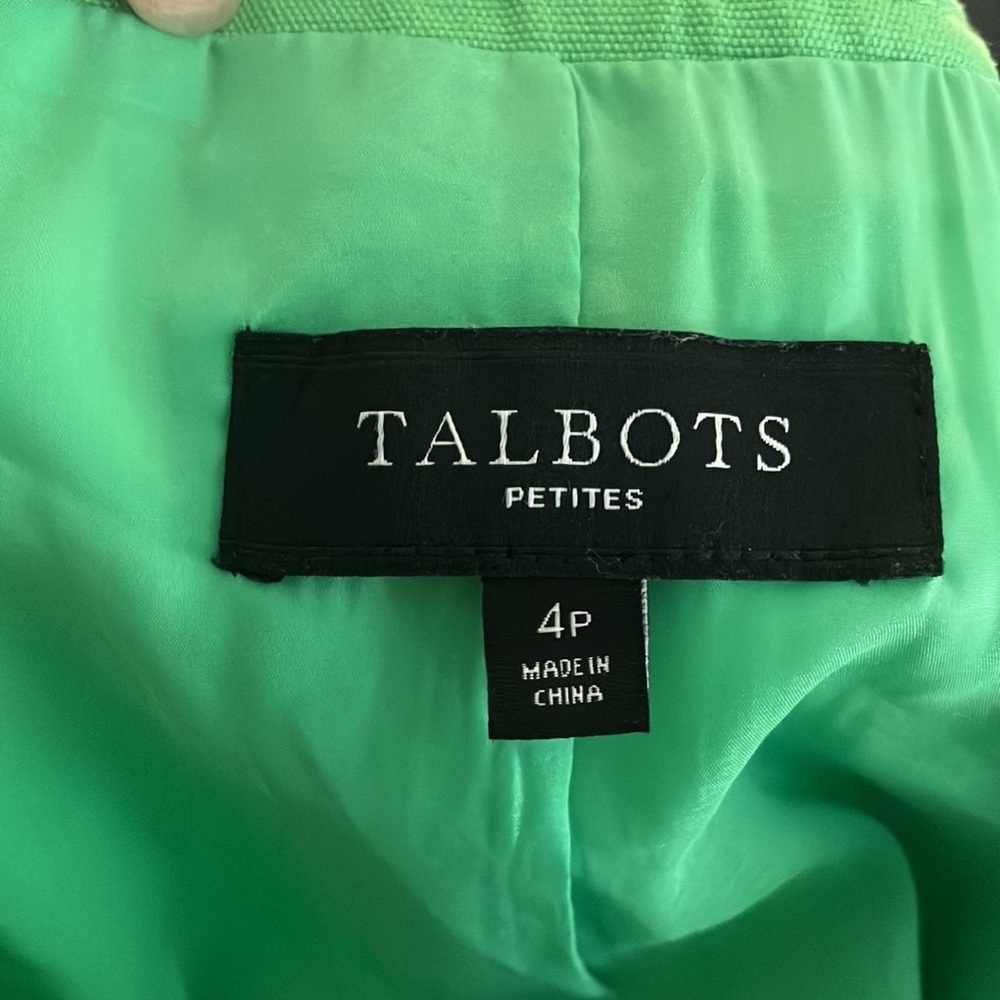 TALBOTS
PETITES
4P
MADE IN
CHINA